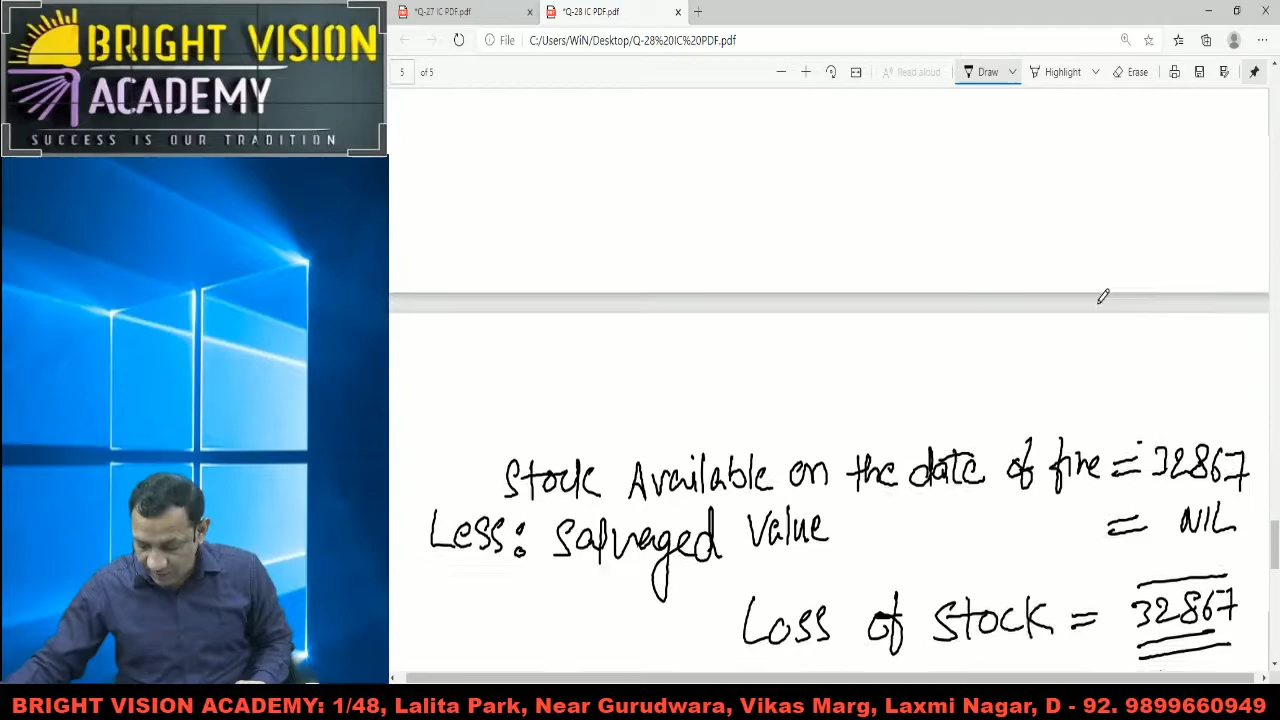 BRIGHT VISION
ACADEMY
SUCCESS IS OUR TRADITION
*Q-27 IC PDF.pdf
*Q-28 IC PDF.pdf
File C:/Users/WiN/Desktop/Q-28%20IC%20PDF.pdf
5 of 5
Read aloud
Draw
Highlight
Erase
Stock Available on the date of fire = 32867
Less: Salvaged Value = NIL
Loss of stock = 32867
BRIGHT VISION ACADEMY: 1/48, Lalita Park, Near Gurudwara, Vikas Marg, Laxmi Nagar, D - 92. 9899660949